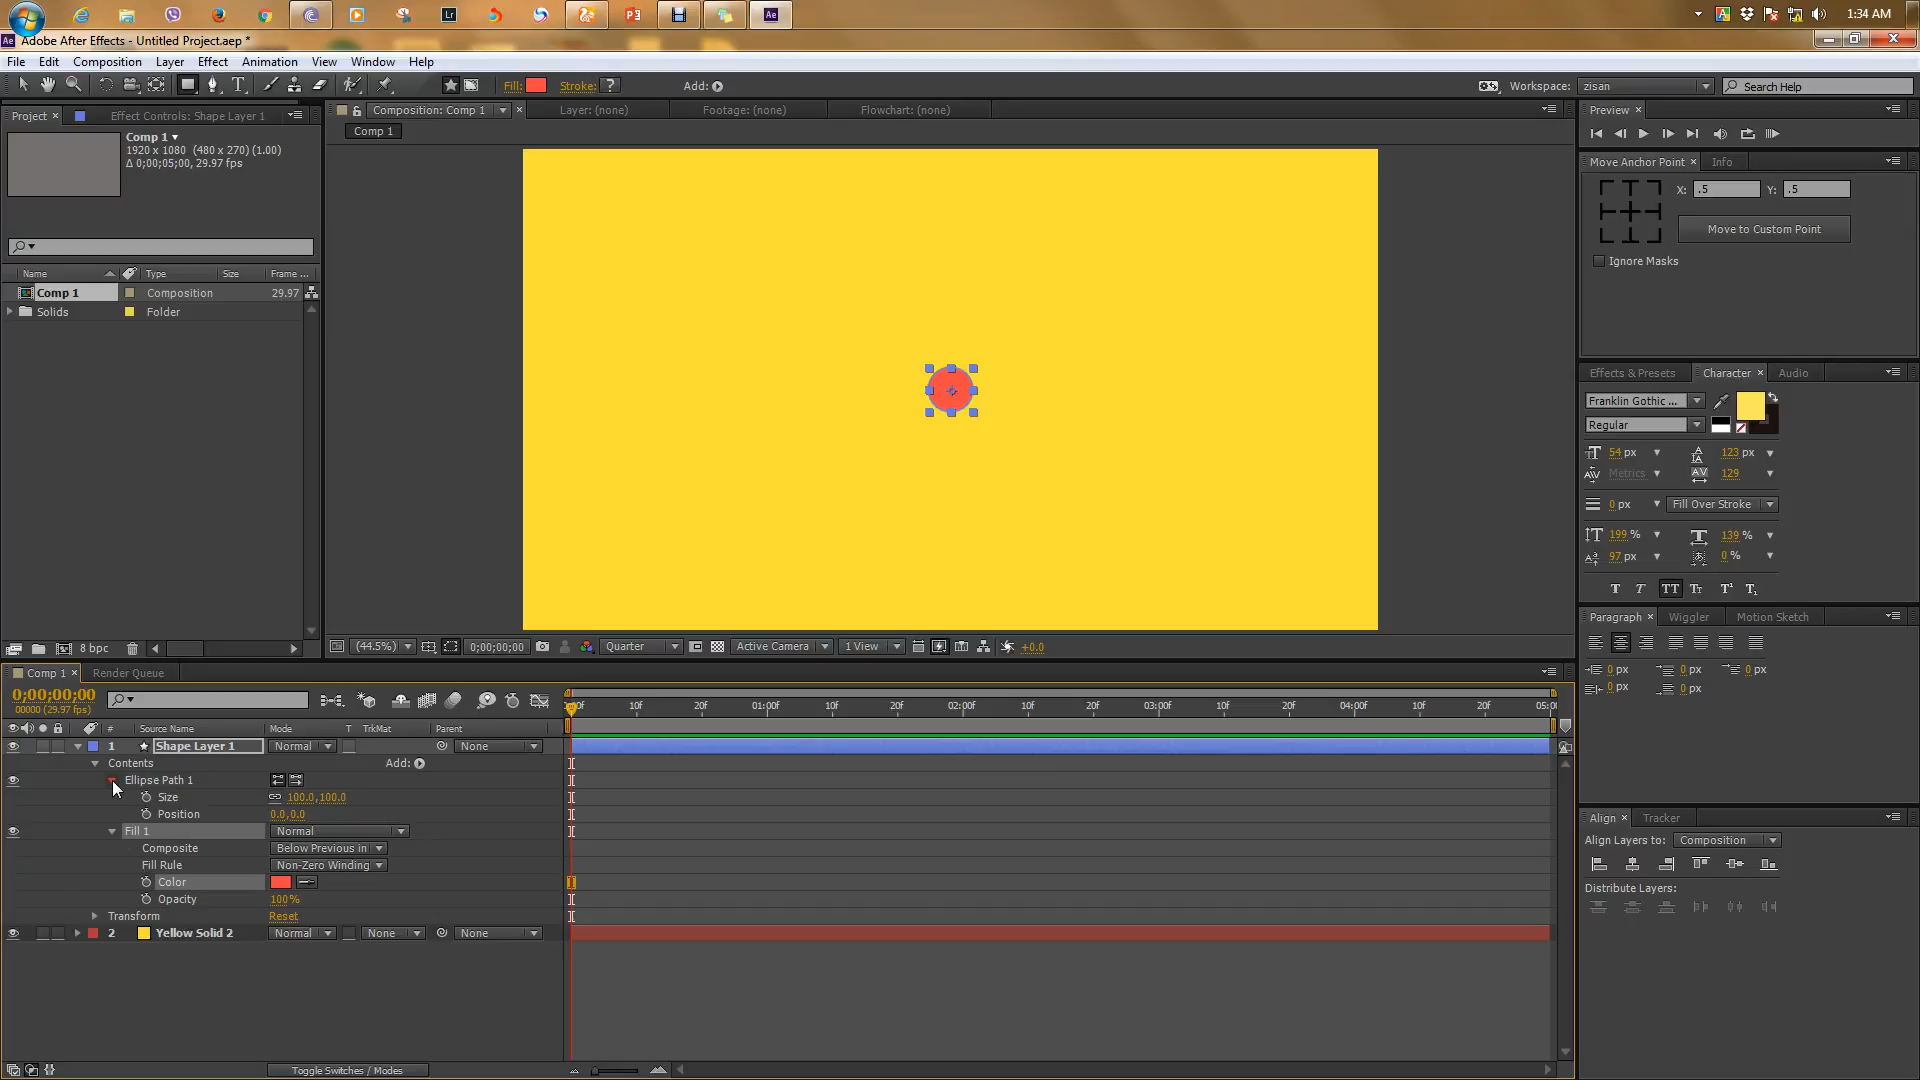 1:34 AM
Adobe After Effects - Untitled Project.aep *
File Edit Composition Layer Effect Animation View Window Help
Fill: Stroke: ? Add: Workspace: zisan Search Help
Project × Effect Controls: Shape Layer 1
Composition: Comp 1 Layer: (none) Footage: (none) Flowchart: (none)
Comp 1
Comp 1 ▾
1920 x 1080 (480 x 270) (1.00)
Δ 0;00;05;00, 29.97 fps
Name Type Size Frame ...
Comp 1 Composition 29.97
Solids Folder
8 bpc
(44.5%) 0;00;00;00 Quarter Active Camera 1 View +0.0
Preview ×
Move Anchor Point × Info
X: .5 Y: .5
Move to Custom Point
Ignore Masks
Effects & Presets Character × Audio
Franklin Gothic ...
Regular
54 px 123 px
Metrics 129
0 px Fill Over Stroke
199 % 139 %
97 px 0 %
T T TT Tr T¹ T₁
Paragraph × Wiggler Motion Sketch
0 px 0 px 0 px
0 px 0 px
Align × Tracker
Align Layers to: Composition
Distribute Layers:
Comp 1 × Render Queue
0;00;00;00
00000 (29.97 fps)
10f 20f 01:00f 10f 20f 02:00f 10f 20f 03:00f 10f 20f 04:00f 10f 20f
# Source Name Mode T TrkMat Parent
1 Shape Layer 1 Normal None
Contents Add:
Ellipse Path 1
Size 100.0,100.0
Position 0.0,0.0
Fill 1 Normal
Composite Below Previous in
Fill Rule Non-Zero Winding
Color
Opacity 100%
Transform Reset
2 Yellow Solid 2 Normal None None
Toggle Switches / Modes